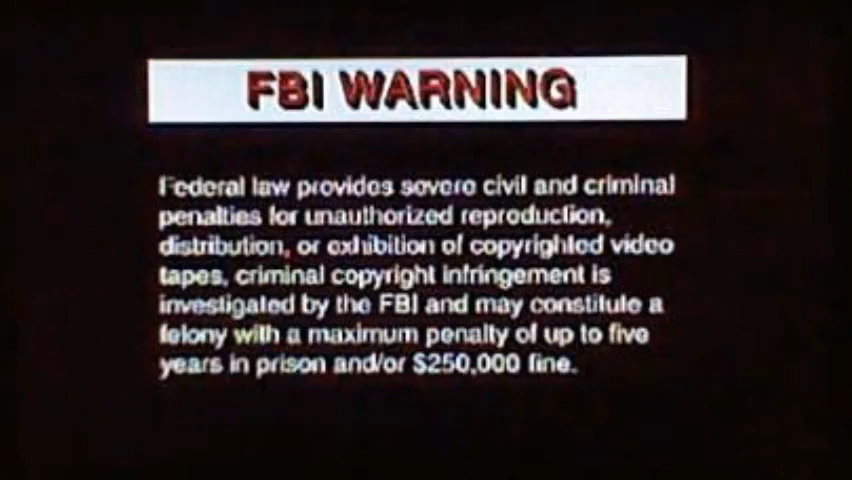 FBI WARNING
Federal law provides severe civil and criminal
penalties for unauthorized reproduction,
distribution, or exhibition of copyrighted video
tapes, criminal copyright infringement is
investigated by the FBI and may constitute a
felony with a maximum penalty of up to five
years in prison and/or $250,000 fine.